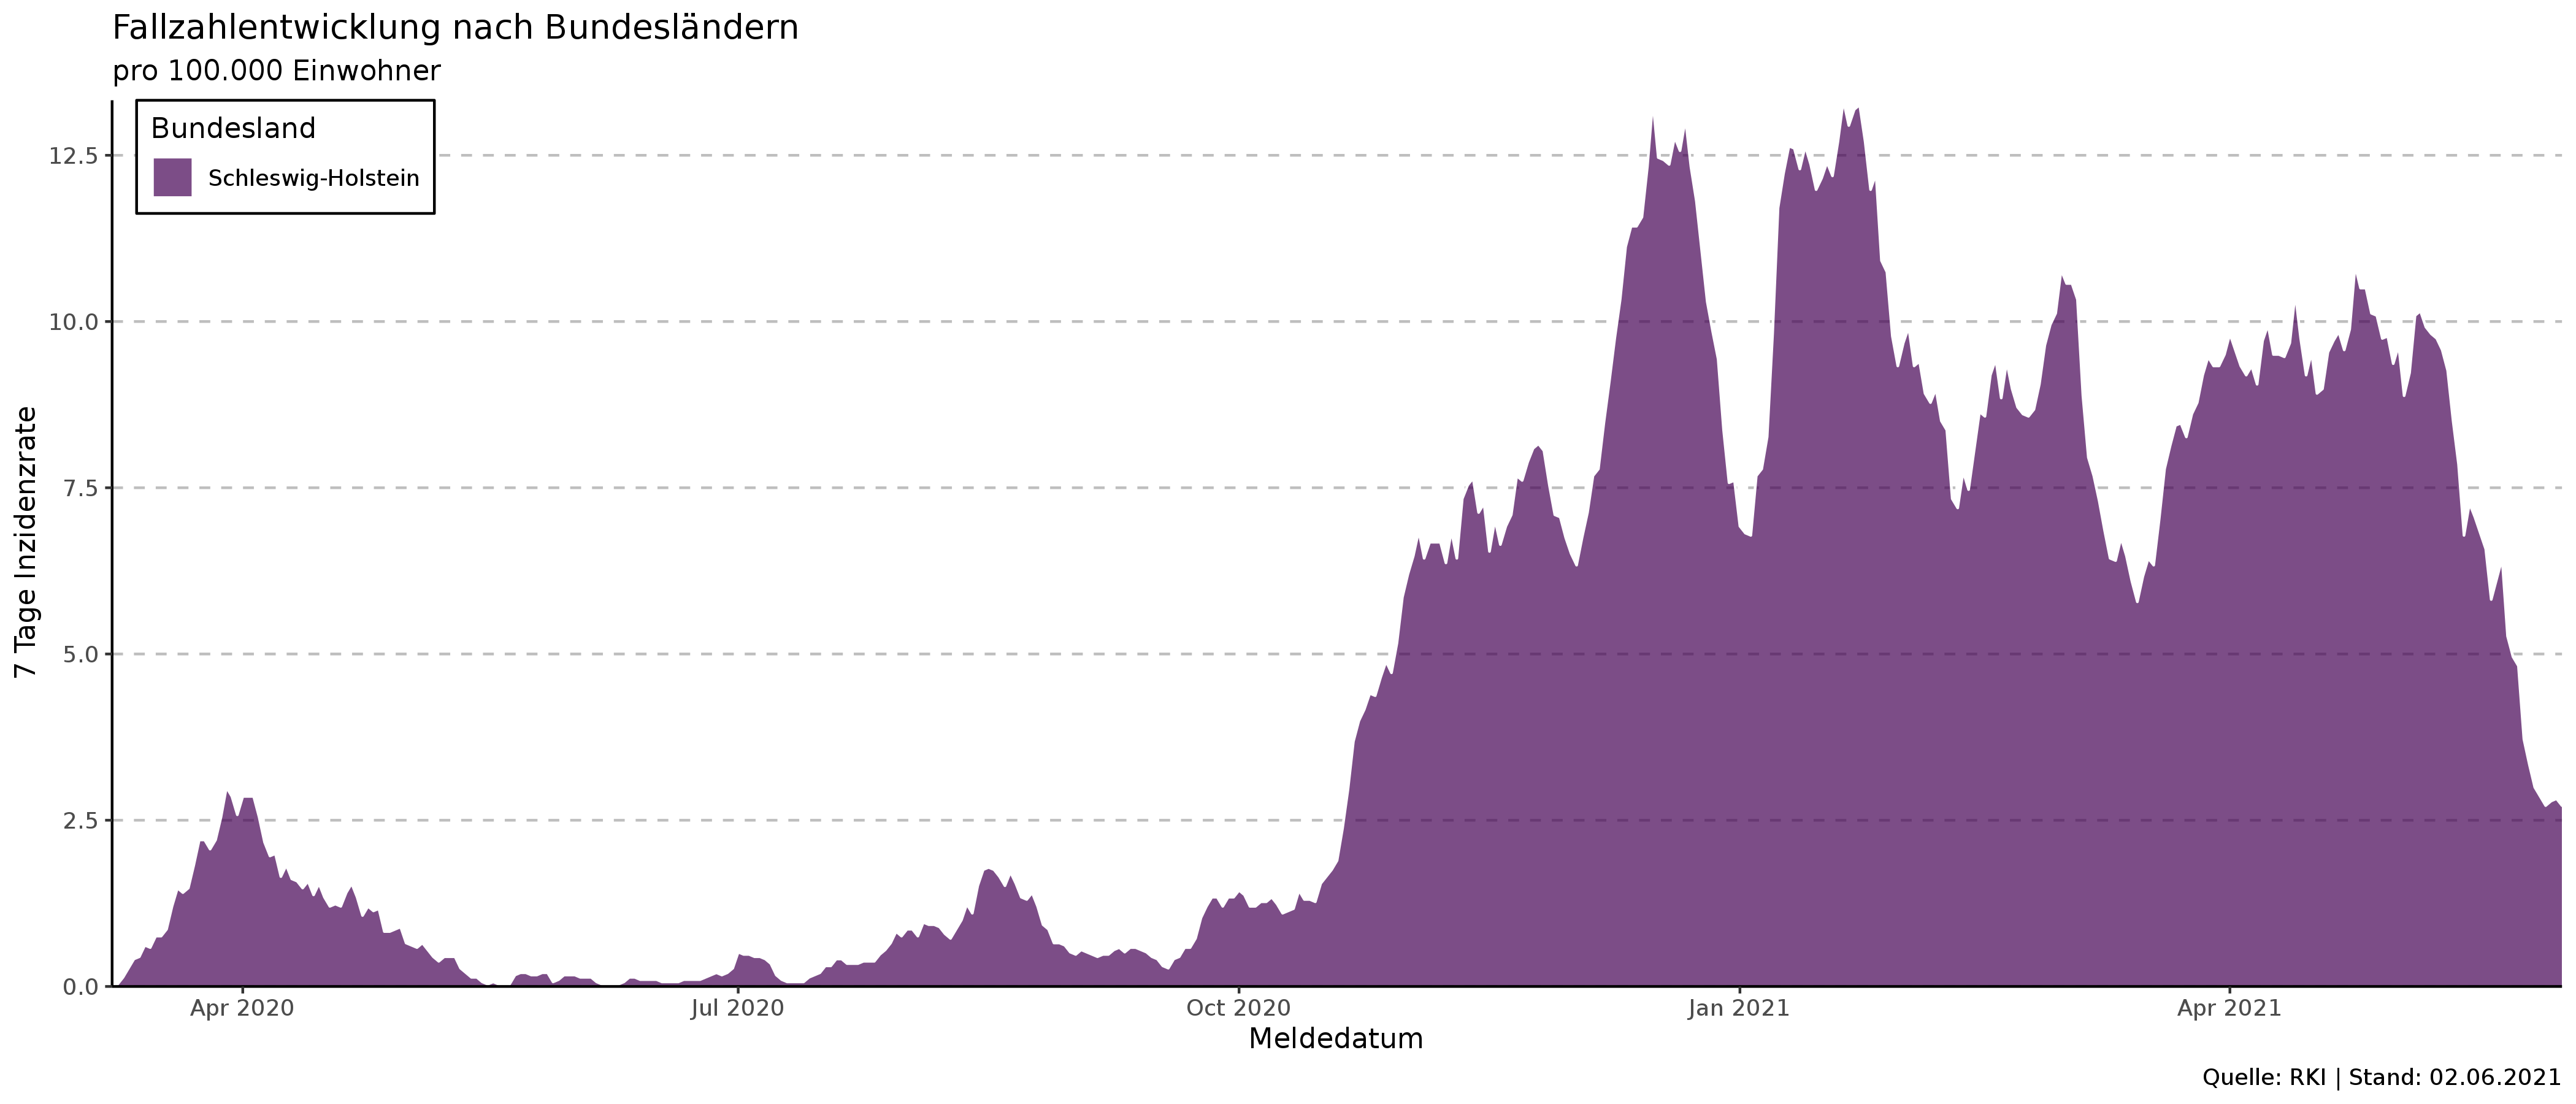 Fallzahlentwicklung nach Bundesländern
pro 100.000 Einwohner
Bundesland
Schleswig-Holstein
12.5
10.0
7.5
5.0
2.5
0.0
7 Tage Inzidenzrate
Apr 2020
Jul 2020
Oct 2020
Jan 2021
Apr 2021
Meldedatum
Quelle: RKI | Stand: 02.06.2021